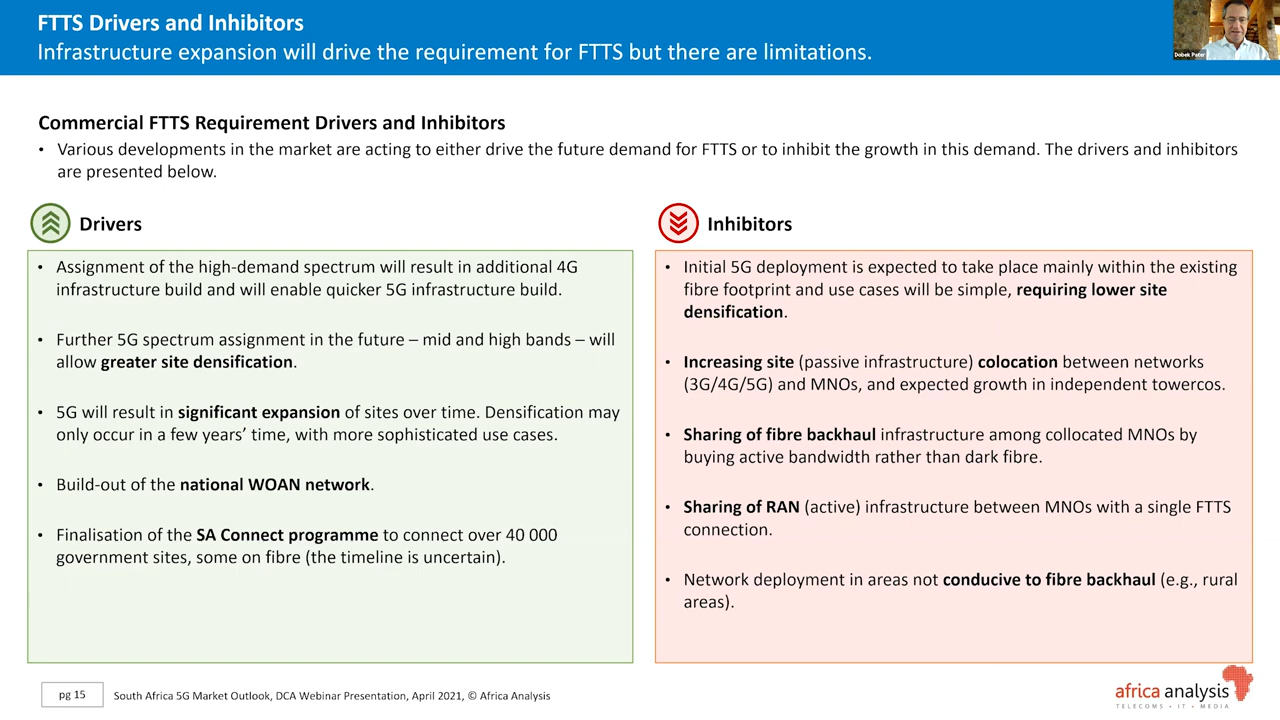 FTTS Drivers and Inhibitors
Infrastructure expansion will drive the requirement for FTTS but there are limitations.
Dobek Pater
Commercial FTTS Requirement Drivers and Inhibitors
• Various developments in the market are acting to either drive the future demand for FTTS or to inhibit the growth in this demand. The drivers and inhibitors
are presented below.
Drivers
• Assignment of the high-demand spectrum will result in additional 4G
infrastructure build and will enable quicker 5G infrastructure build.
• Further 5G spectrum assignment in the future – mid and high bands – will
allow greater site densification.
• 5G will result in significant expansion of sites over time. Densification may
only occur in a few years’ time, with more sophisticated use cases.
• Build-out of the national WOAN network.
• Finalisation of the SA Connect programme to connect over 40 000
government sites, some on fibre (the timeline is uncertain).
Inhibitors
• Initial 5G deployment is expected to take place mainly within the existing
fibre footprint and use cases will be simple, requiring lower site
densification.
• Increasing site (passive infrastructure) colocation between networks
(3G/4G/5G) and MNOs, and expected growth in independent towercos.
• Sharing of fibre backhaul infrastructure among collocated MNOs by
buying active bandwidth rather than dark fibre.
• Sharing of RAN (active) infrastructure between MNOs with a single FTTS
connection.
• Network deployment in areas not conducive to fibre backhaul (e.g., rural
areas).
pg 15
South Africa 5G Market Outlook, DCA Webinar Presentation, April 2021, © Africa Analysis
africa analysis
TELECOMS • IT • MEDIA